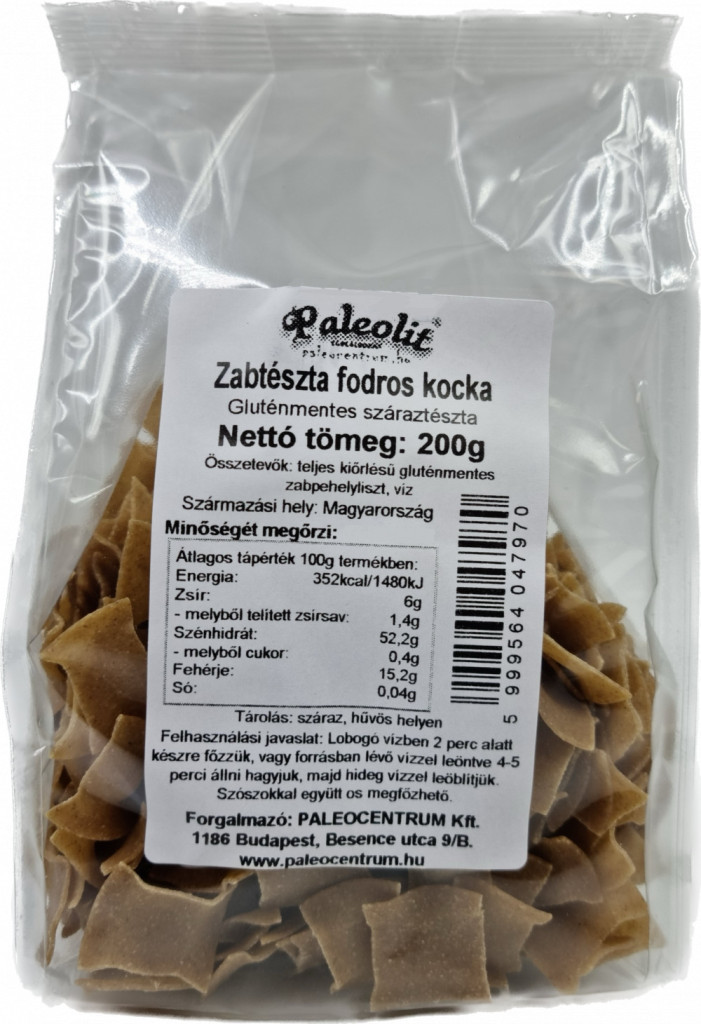 Paleolit
paleocentrum.hu
Zabtészta fodros kocka
Gluténmentes száraztészta
Nettó tömeg: 200g
Összetevők: teljes kiőrlésű gluténmentes
zabpehelyliszt, víz
Származási hely: Magyarország
Minőségét megőrzi:
Átlagos tápérték 100g termékben:
Energia: 352kcal/1480kJ
Zsír: 6g
- melyből telített zsírsav: 1,4g
Szénhidrát: 52,2g
- melyből cukor: 0,4g
Fehérje: 15,2g
Só: 0,04g
5 999564 047970
Tárolás: száraz, hűvös helyen
Felhasználási javaslat: Lobogó vízben 2 perc alatt
készre főzzük, vagy forrásban lévő vízzel leöntve 4-5
perci állni hagyjuk, majd hideg vízzel leöblítjük.
Szószokkal együtt os megfőzhető.
Forgalmazó: PALEOCENTRUM Kft.
1186 Budapest, Besence utca 9/B.
www.paleocentrum.hu